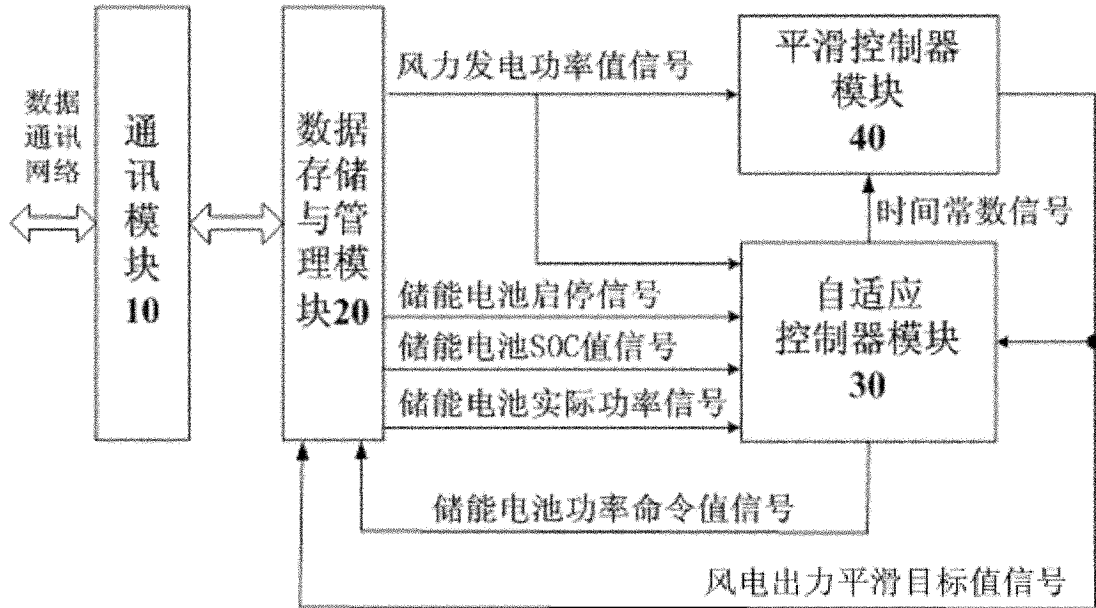 数据
通讯
网络
通
讯
模
块
10
数据
存储
与管
理模
块20
风力发电功率值信号
平滑控制器
模块
40
时间常数信号
储能电池启停信号
储能电池SOC值信号
储能电池实际功率信号
自适应
控制器模块
30
储能电池功率命令值信号
风电出力平滑目标值信号